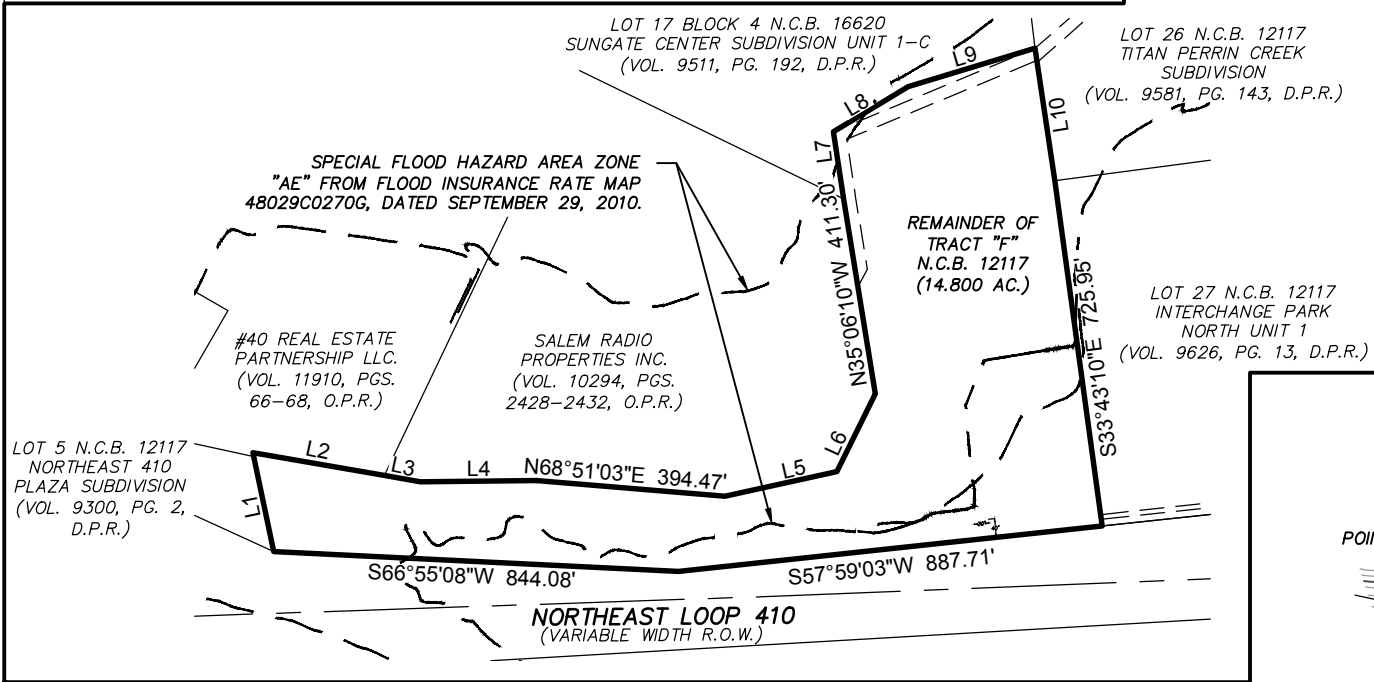 LOT 17 BLOCK 4 N.C.B. 16620
SUNGATE CENTER SUBDIVISION UNIT 1-C
(VOL. 9511, PG. 192, D.P.R.)
LOT 26 N.C.B. 12117
TITAN PERRIN CREEK
SUBDIVISION
(VOL. 9581, PG. 143, D.P.R.)
L9
L8
L10
L7
SPECIAL FLOOD HAZARD AREA ZONE
"AE" FROM FLOOD INSURANCE RATE MAP
48029C0270G, DATED SEPTEMBER 29, 2010.
N35°06'10"W 411.30'
REMAINDER OF
TRACT "F"
N.C.B. 12117
(14.800 AC.)
S33°43'10"E 725.95'
LOT 27 N.C.B. 12117
INTERCHANGE PARK
NORTH UNIT 1
(VOL. 9626, PG. 13, D.P.R.)
#40 REAL ESTATE
PARTNERSHIP LLC.
(VOL. 11910, PGS.
66-68, O.P.R.)
SALEM RADIO
PROPERTIES INC.
(VOL. 10294, PGS.
2428-2432, O.P.R.)
LOT 5 N.C.B. 12117
NORTHEAST 410
PLAZA SUBDIVISION
(VOL. 9300, PG. 2,
D.P.R.)
L1
L2
L3
L4
N68°51'03"E 394.47'
L5
L6
S66°55'08"W 844.08'
S57°59'03"W 887.71'
NORTHEAST LOOP 410
(VARIABLE WIDTH R.O.W.)